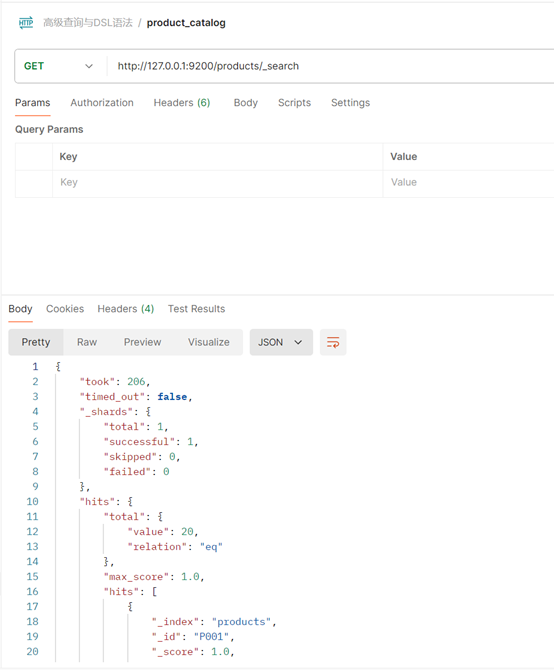 HTTP 高级查询与DSL语法 / product_catalog
GET http://127.0.0.1:9200/products/_search
Params Authorization Headers (6) Body Scripts Settings
Query Params
Key Value
Key Value
Body Cookies Headers (4) Test Results
Pretty Raw Preview Visualize JSON
1 {
2 "took": 206,
3 "timed_out": false,
4 "_shards": {
5 "total": 1,
6 "successful": 1,
7 "skipped": 0,
8 "failed": 0
9 },
10 "hits": {
11 "total": {
12 "value": 20,
13 "relation": "eq"
14 },
15 "max_score": 1.0,
16 "hits": [
17 {
18 "_index": "products",
19 "_id": "P001",
20 "_score": 1.0,